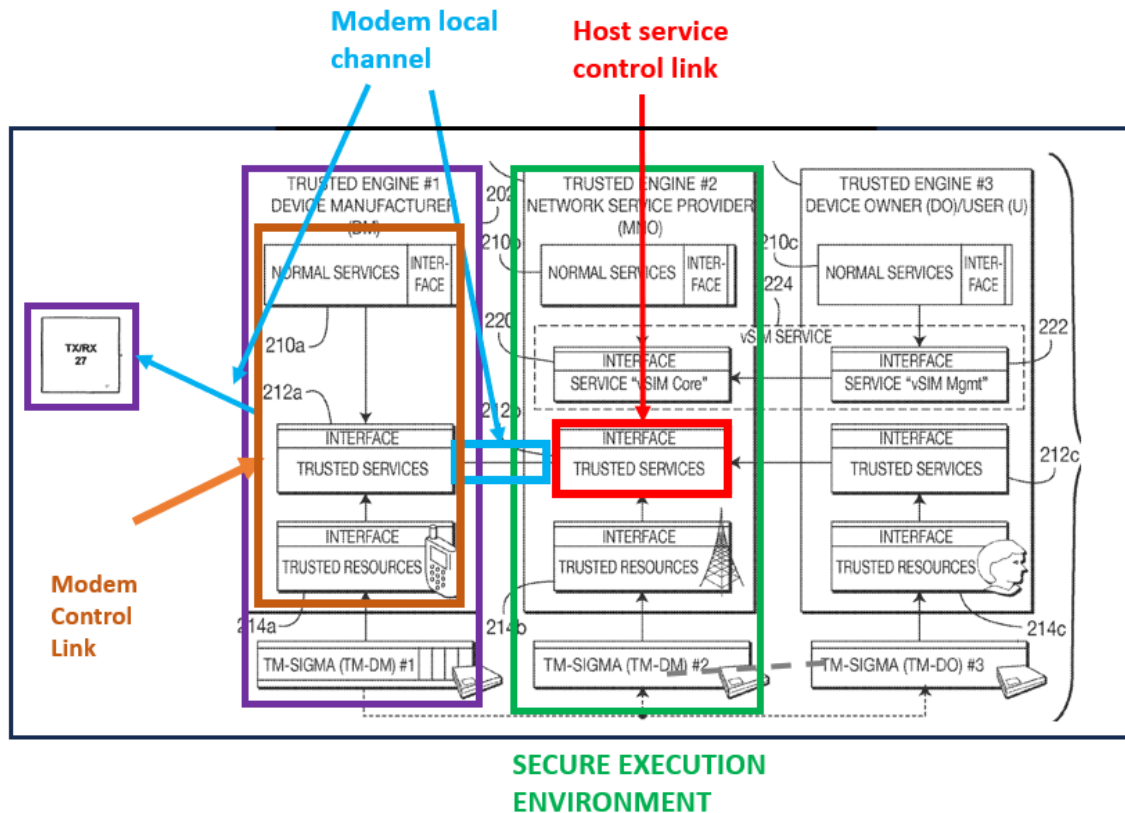 Modem local
channel
Host service
control link
TRUSTED ENGINE #1
DEVICE MANUFACTURER
(DM)
202
TRUSTED ENGINE #2
NETWORK SERVICE PROVIDER
(MNO)
TRUSTED ENGINE #3
DEVICE OWNER (DO)/USER (U)
NORMAL SERVICES
INTER-
FACE
210b
NORMAL SERVICES
INTER-
FACE
210c
NORMAL SERVICES
INTER-
FACE
224
TX/RX
27
210a
220
vSIM SERVICE
INTERFACE
SERVICE "vSIM Core"
INTERFACE
SERVICE "vSIM Mgmt"
222
212a
212b
INTERFACE
TRUSTED SERVICES
INTERFACE
TRUSTED SERVICES
INTERFACE
TRUSTED SERVICES
212c
INTERFACE
TRUSTED RESOURCES
INTERFACE
TRUSTED RESOURCES
INTERFACE
TRUSTED RESOURCES
Modem
Control
Link
214a
214b
214c
TM-SIGMA (TM-DM) #1
TM-SIGMA (TM-DM) #2
TM-SIGMA (TM-DO) #3
SECURE EXECUTION
ENVIRONMENT